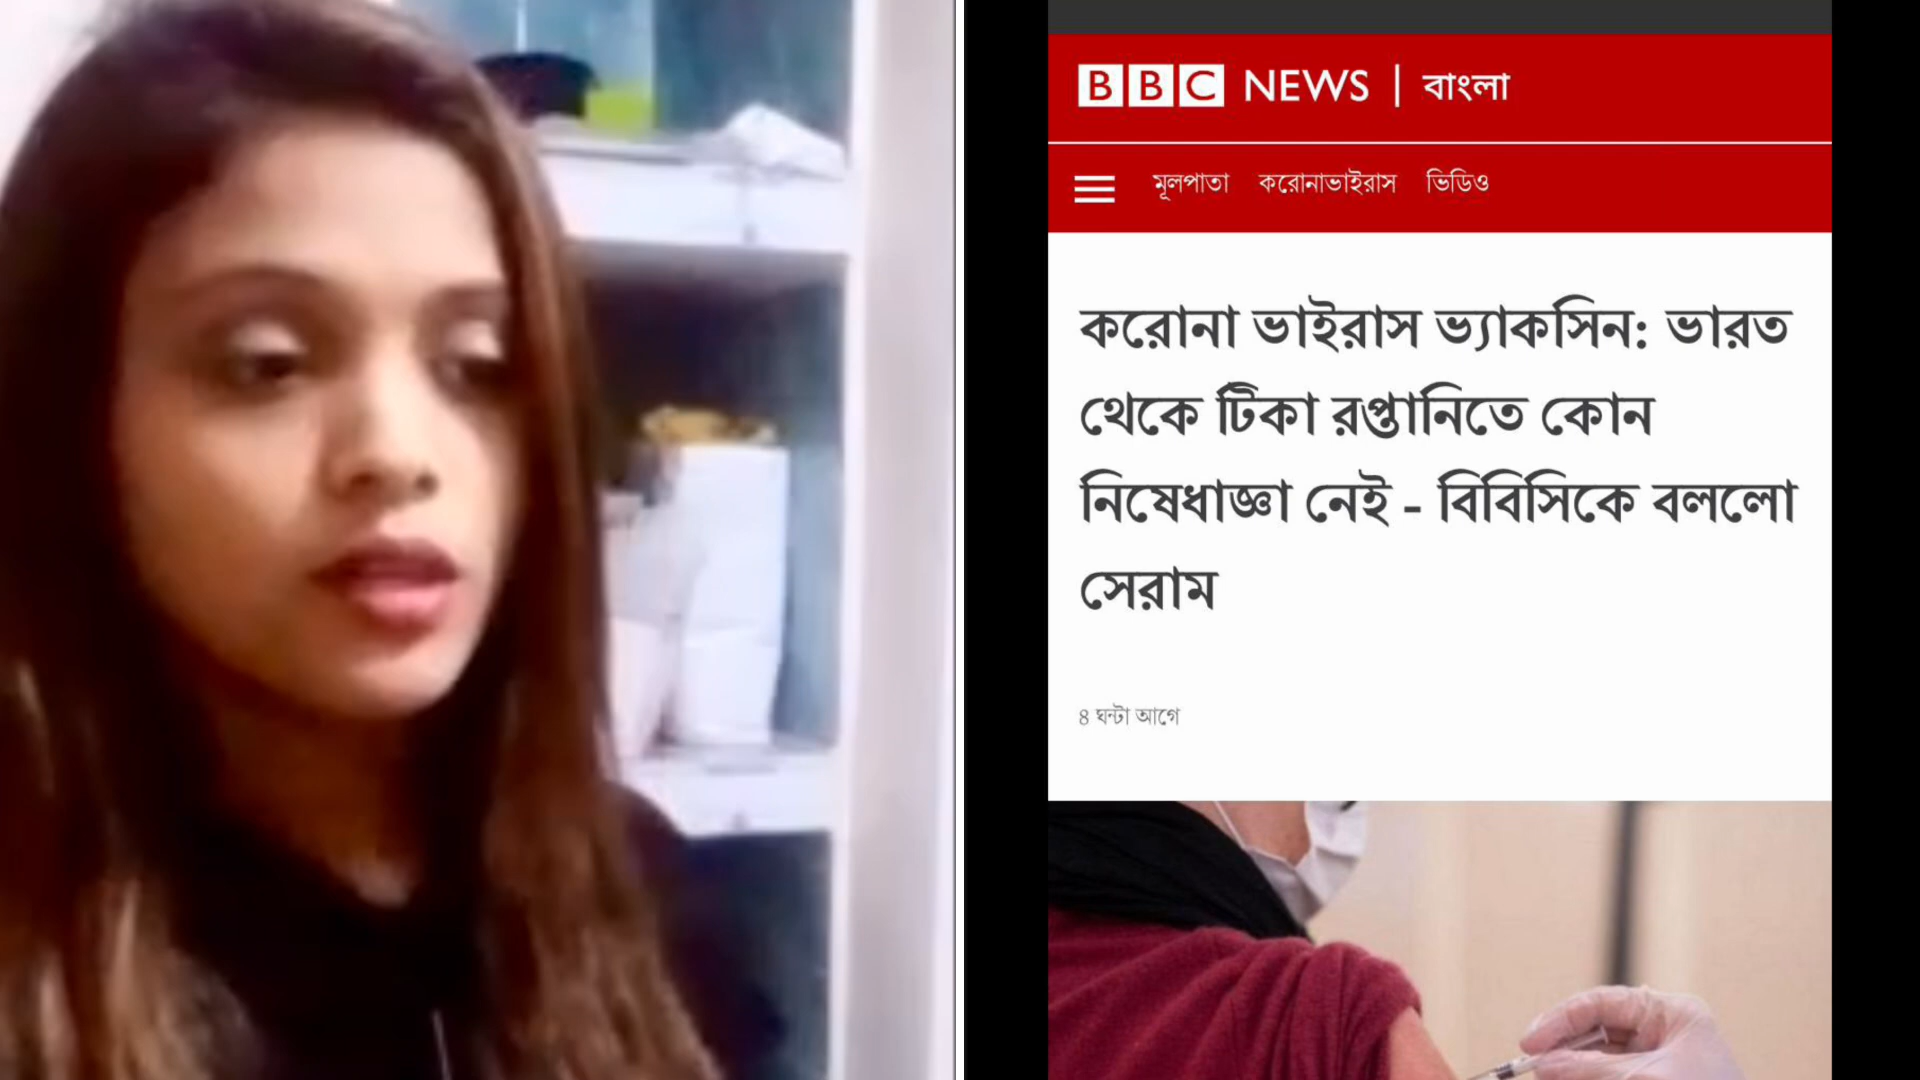 BBC NEWS | বাংলা
মূলপাতা করোনাভাইরাস ভিডিও
করোনা ভাইরাস ভ্যাকসিন: ভারত
থেকে টিকা রপ্তানিতে কোন
নিষেধাজ্ঞা নেই - বিবিসিকে বললো
সেরাম
৪ ঘন্টা আগে